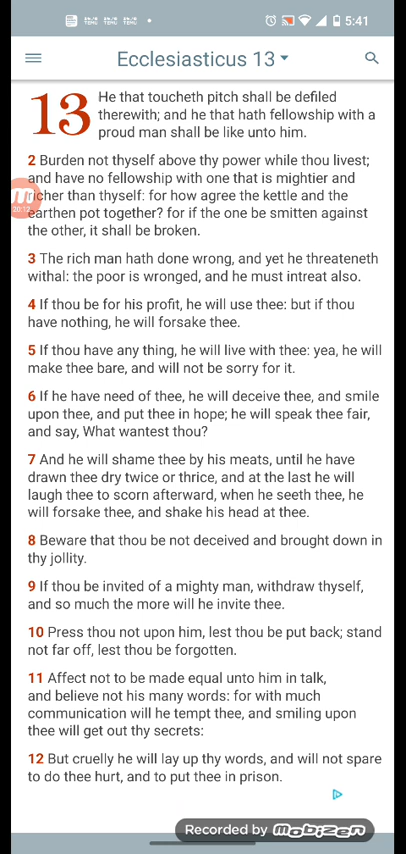 5:41
Ecclesiasticus 13
13 He that toucheth pitch shall be defiled
therewith; and he that hath fellowship with a
proud man shall be like unto him.
2 Burden not thyself above thy power while thou livest;
and have no fellowship with one that is mightier and
richer than thyself: for how agree the kettle and the
earthen pot together? for if the one be smitten against
the other, it shall be broken.
20:12
3 The rich man hath done wrong, and yet he threateneth
withal: the poor is wronged, and he must intreat also.
4 If thou be for his profit, he will use thee: but if thou
have nothing, he will forsake thee.
5 If thou have any thing, he will live with thee: yea, he will
make thee bare, and will not be sorry for it.
6 If he have need of thee, he will deceive thee, and smile
upon thee, and put thee in hope; he will speak thee fair,
and say, What wantest thou?
7 And he will shame thee by his meats, until he have
drawn thee dry twice or thrice, and at the last he will
laugh thee to scorn afterward, when he seeth thee, he
will forsake thee, and shake his head at thee.
8 Beware that thou be not deceived and brought down in
thy jollity.
9 If thou be invited of a mighty man, withdraw thyself,
and so much the more will he invite thee.
10 Press thou not upon him, lest thou be put back; stand
not far off, lest thou be forgotten.
11 Affect not to be made equal unto him in talk,
and believe not his many words: for with much
communication will he tempt thee, and smiling upon
thee will get out thy secrets:
12 But cruelly he will lay up thy words, and will not spare
to do thee hurt, and to put thee in prison.
Recorded by mobizen